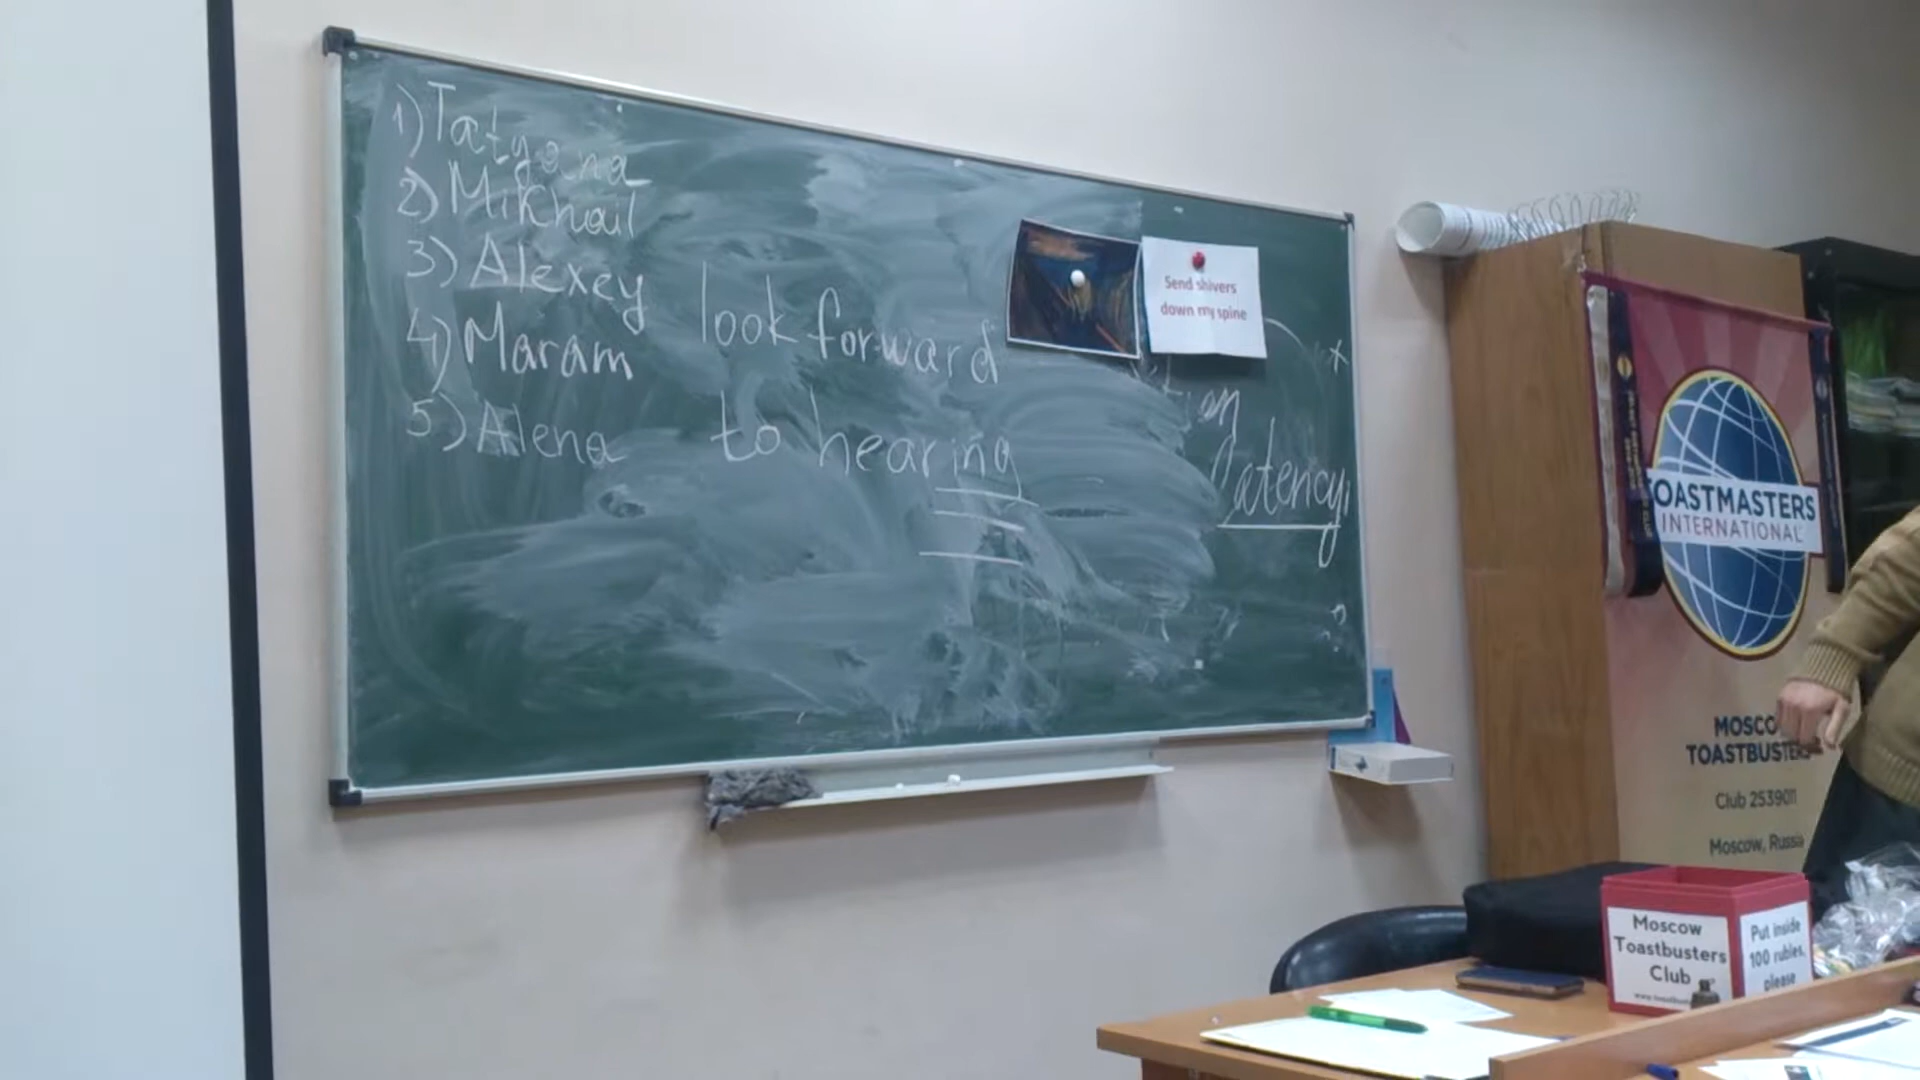 1) Tatyana
2) Mikhail
3) Alexey
4) Maram
5) Alena
look forward
to hearing
Send shivers
down my spine
latency
TOASTMASTERS
INTERNATIONAL
TOASTBUSTERS
Club 2539011
Moscow, Russia
Moscow
Toastbusters
Club
Put inside
100 rubles,
please